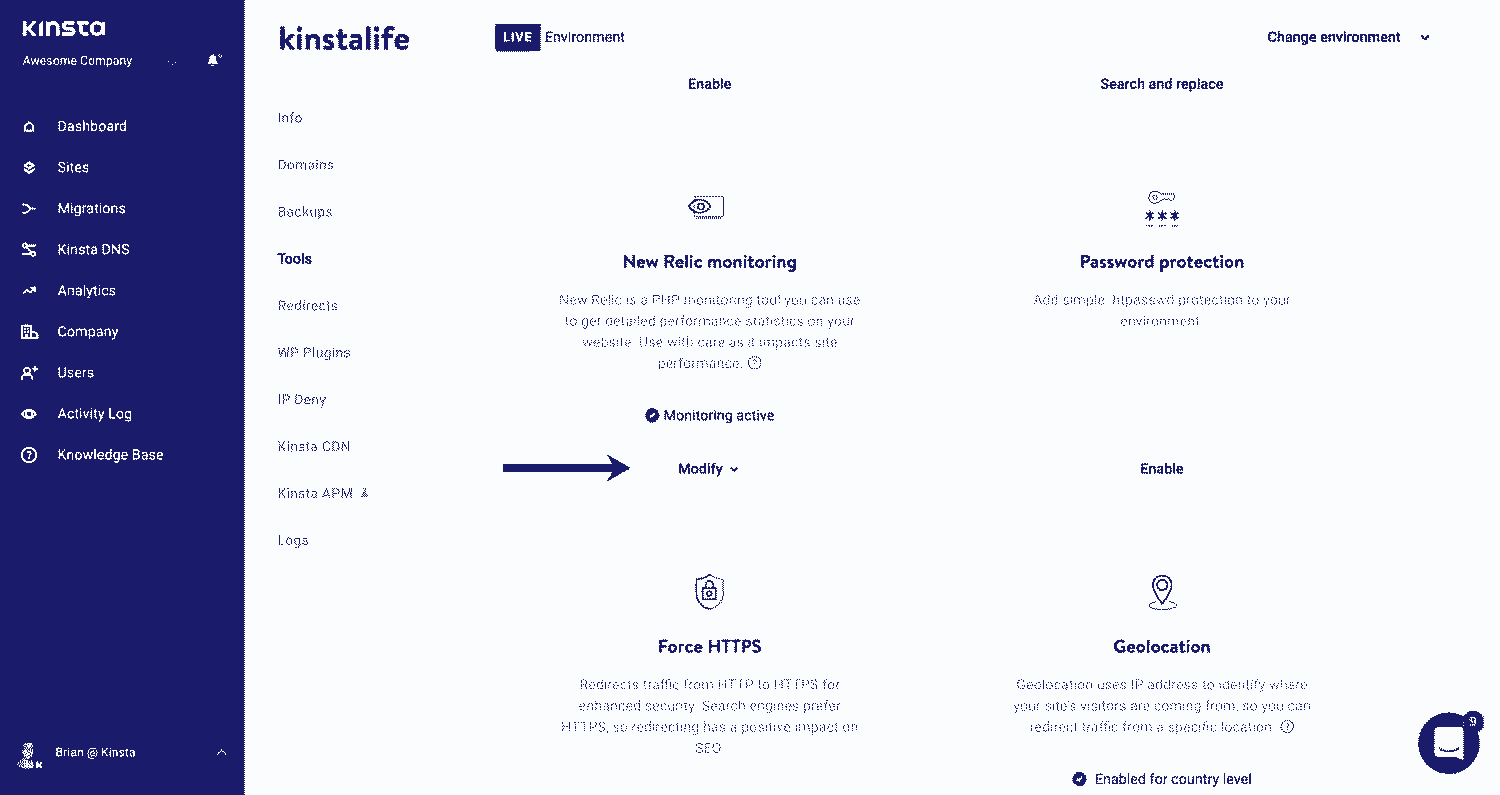 KINSTA
Awesome Company
Dashboard
Sites
Migrations
Kinsta DNS
Analytics
Company
Users
Activity Log
Knowledge Base
Brian @ Kinsta
kinstalife
LIVE Environment
Change environment
Info
Domains
Backups
Tools
Redirects
WP Plugins
IP Deny
Kinsta CDN
Kinsta APM
Logs
Enable
Search and replace
New Relic monitoring
New Relic is a PHP monitoring tool you can use
to get detailed performance statistics on your
website. Use with care as it impacts site
performance.
Monitoring active
Modify
Password protection
Add simple .htpasswd protection to your
environment.
Enable
Force HTTPS
Redirects traffic from HTTP to HTTPS for
enhanced security. Search engines prefer
HTTPS, so redirecting has a positive impact on
SEO.
Geolocation
Geolocation uses IP address to identify where
your site's visitors are coming from, so you can
redirect traffic from a specific location.
Enabled for country level
9